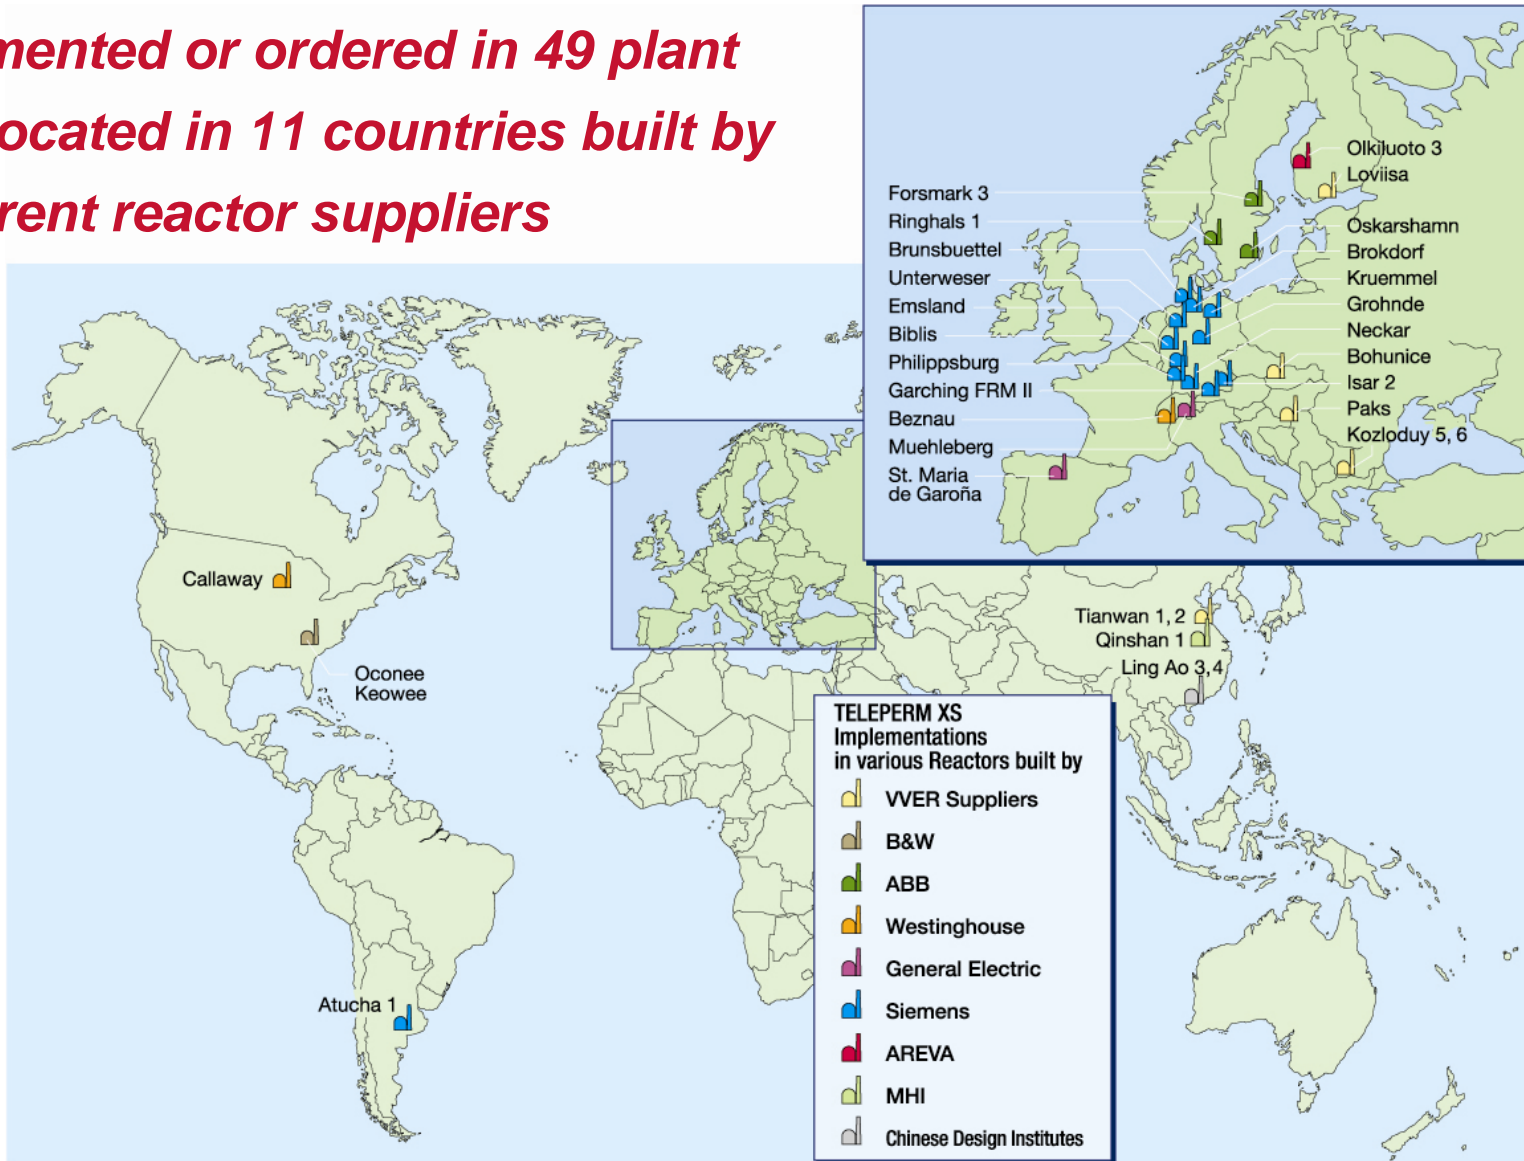 mented or ordered in 49 plant
ocated in 11 countries built by
rent reactor suppliers
Forsmark 3
Ringhals 1
Brunsbuettel
Unterweser
Emsland
Biblis
Philippsburg
Garching FRM II
Beznau
Muehleberg
St. Maria
de Garoña
Olkiluoto 3
Loviisa
Oskarshamn
Brokdorf
Kruemmel
Grohnde
Neckar
Bohunice
Isar 2
Paks
Kozloduy 5, 6
Callaway
Oconee
Keowee
Atucha 1
Tianwan 1, 2
Qinshan 1
Ling Ao 3,4
TELEPERM XS
Implementations
in various Reactors built by
VVER Suppliers
B&W
ABB
Westinghouse
General Electric
Siemens
AREVA
MHI
Chinese Design Institutes